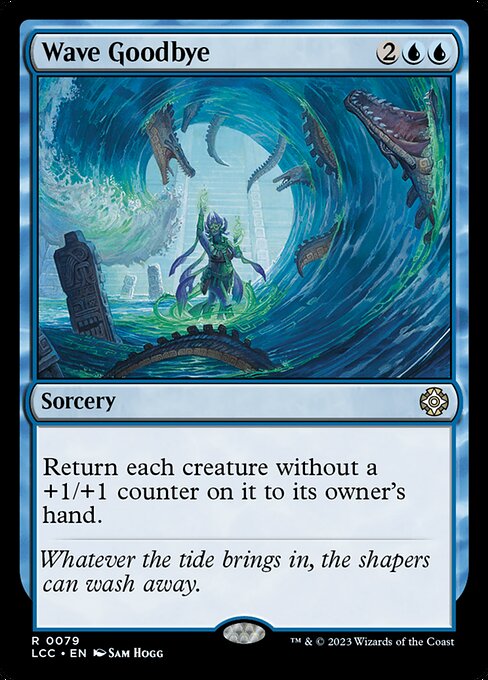 Wave Goodbye 2
Sorcery
Return each creature without a
+1/+1 counter on it to its owner's
hand.
Whatever the tide brings in, the shapers
can wash away.
R 0079
LCC • EN Sam Hogg
™ & © 2023 Wizards of the Coast